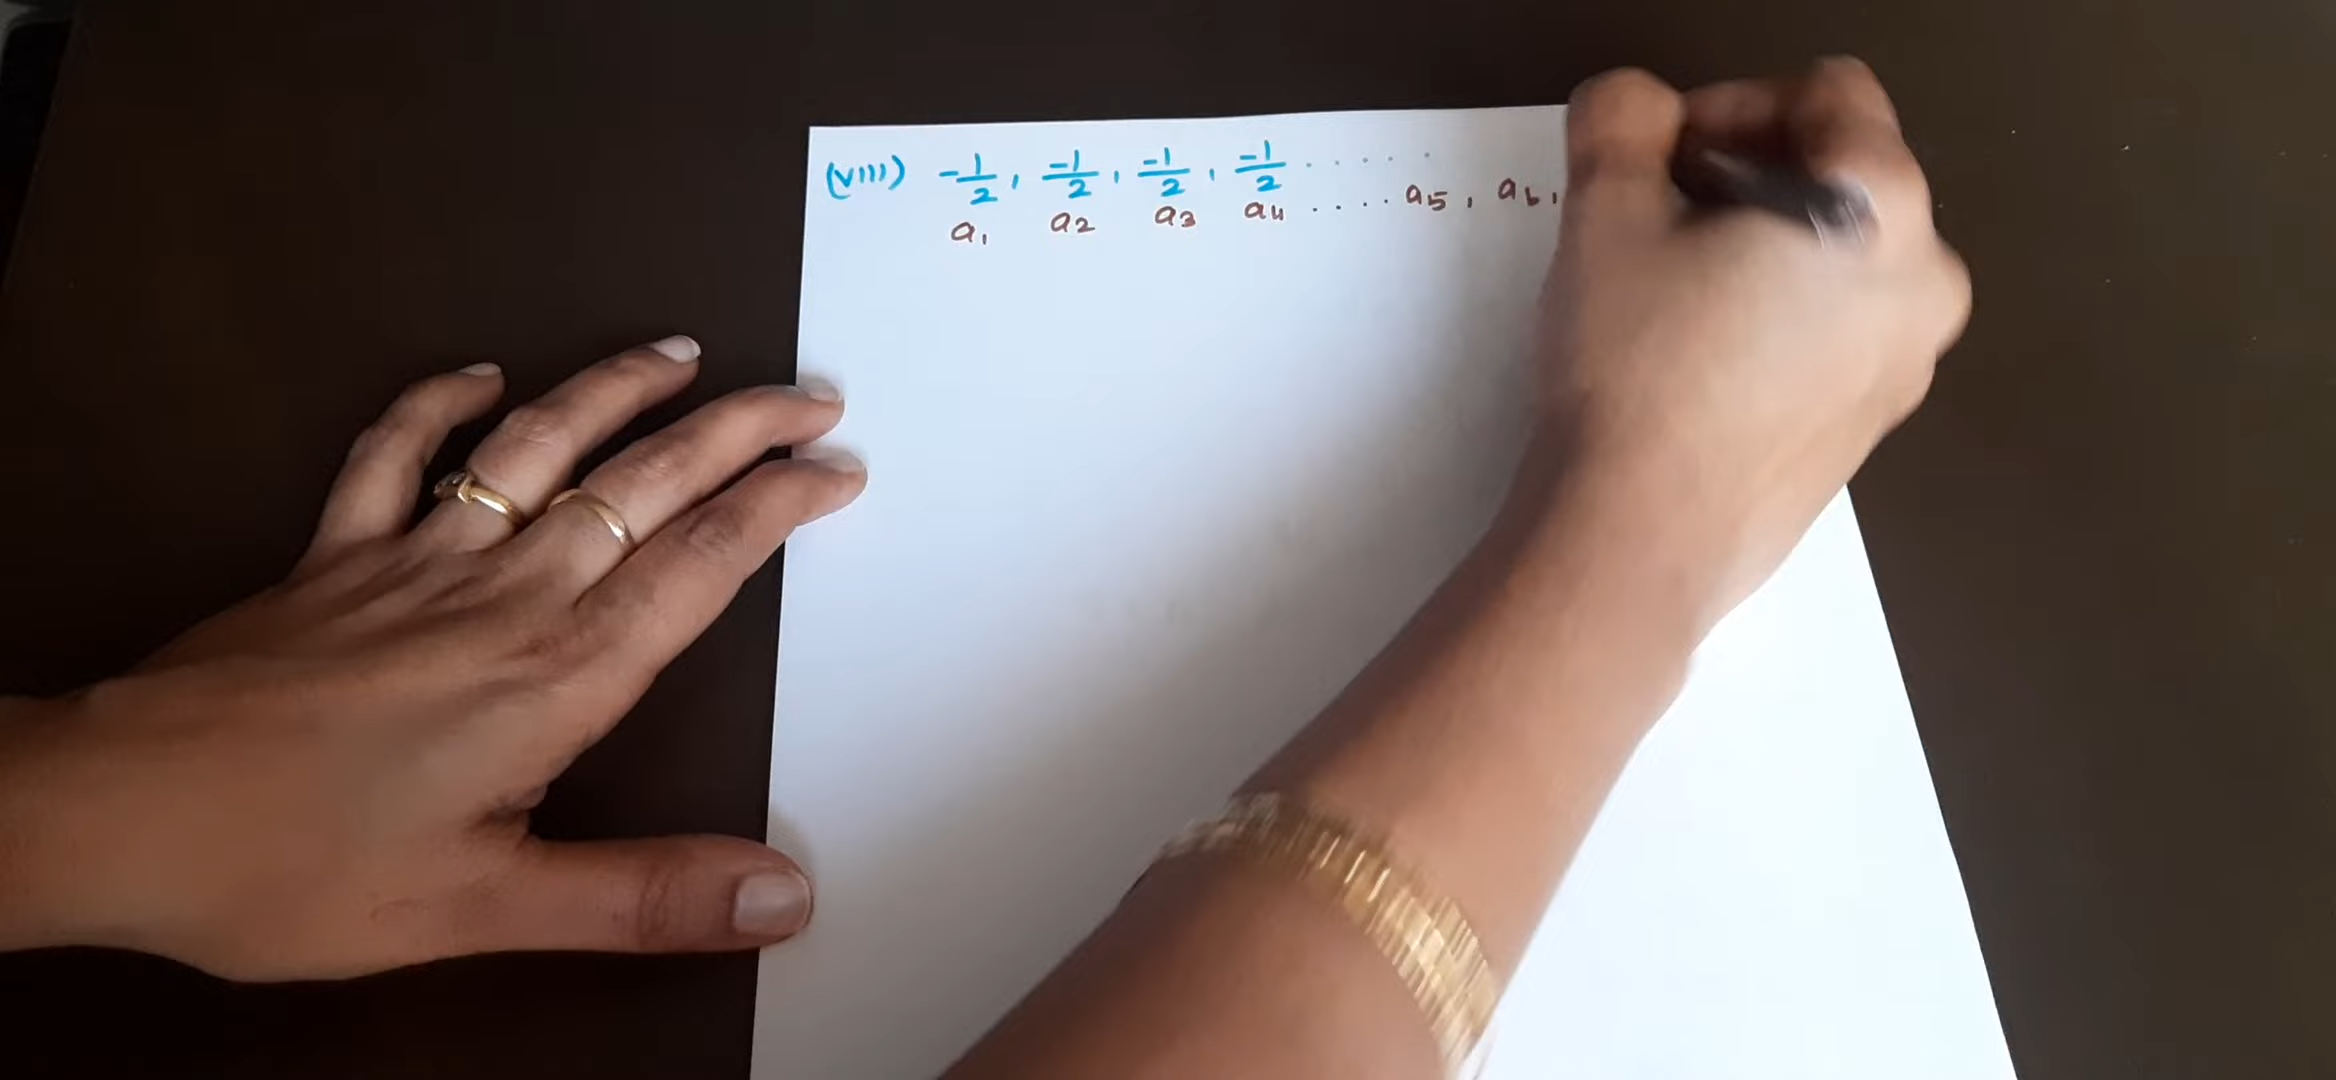 (viii) -1/2, -1/2, -1/2, -1/2 . . . . .
a1 a2 a3 a4 . . . . a5, a6,